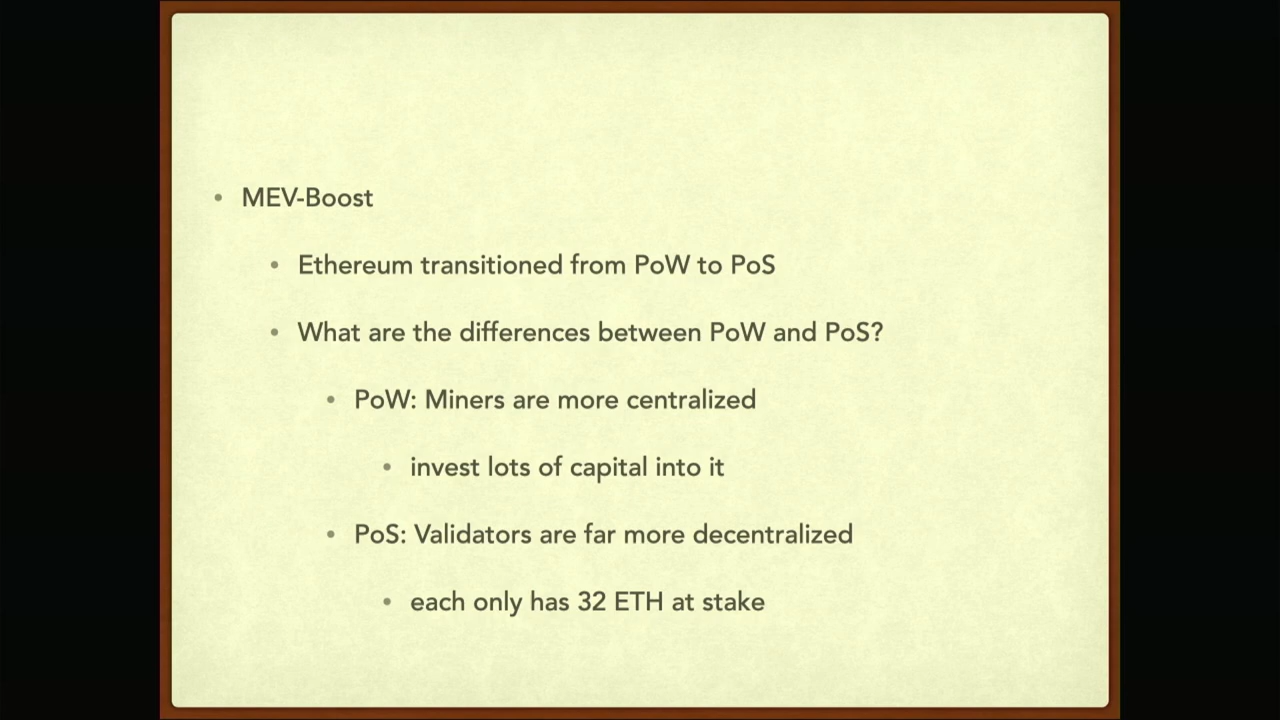 • MEV-Boost
• Ethereum transitioned from PoW to PoS
• What are the differences between PoW and PoS?
• PoW: Miners are more centralized
• invest lots of capital into it
• PoS: Validators are far more decentralized
• each only has 32 ETH at stake